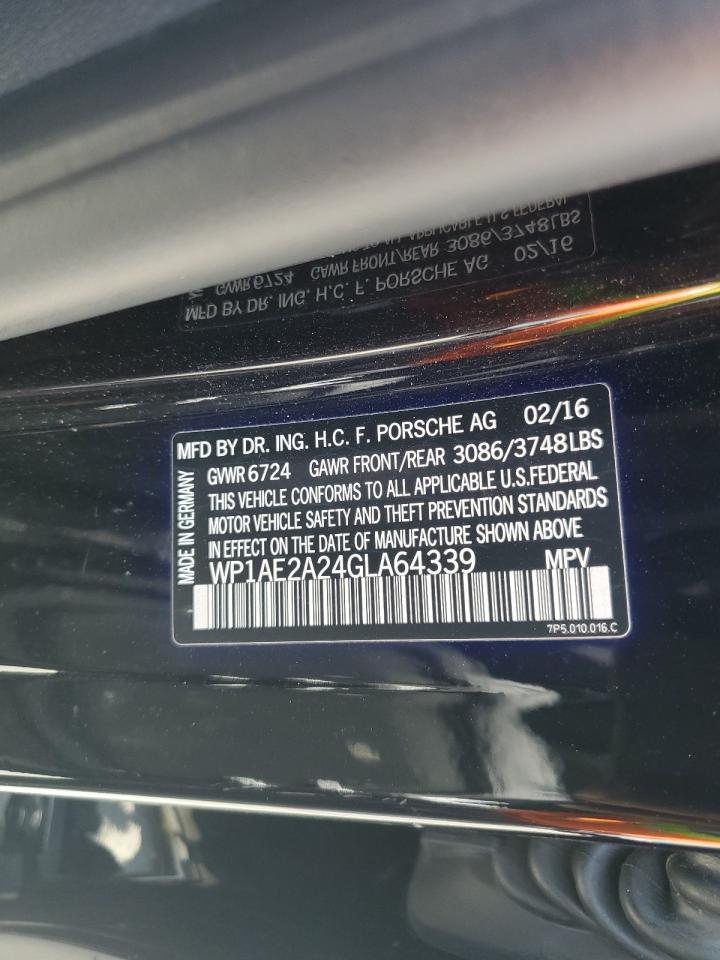 MFD BY DR. ING. H.C. F. PORSCHE AG 02/16
GVWR 6724 GAWR FRONT/REAR 3086/3748LBS
THIS VEHICLE CONFORMS TO ALL APPLICABLE U.S.FEDERAL
MOTOR VEHICLE SAFETY AND THEFT PREVENTION STANDARDS
IN EFFECT ON THE DATE OF MANUFACTURE SHOWN ABOVE
WP1AE2A24GLA64339 MPV
7P5.010.016.C
MADE IN GERMANY